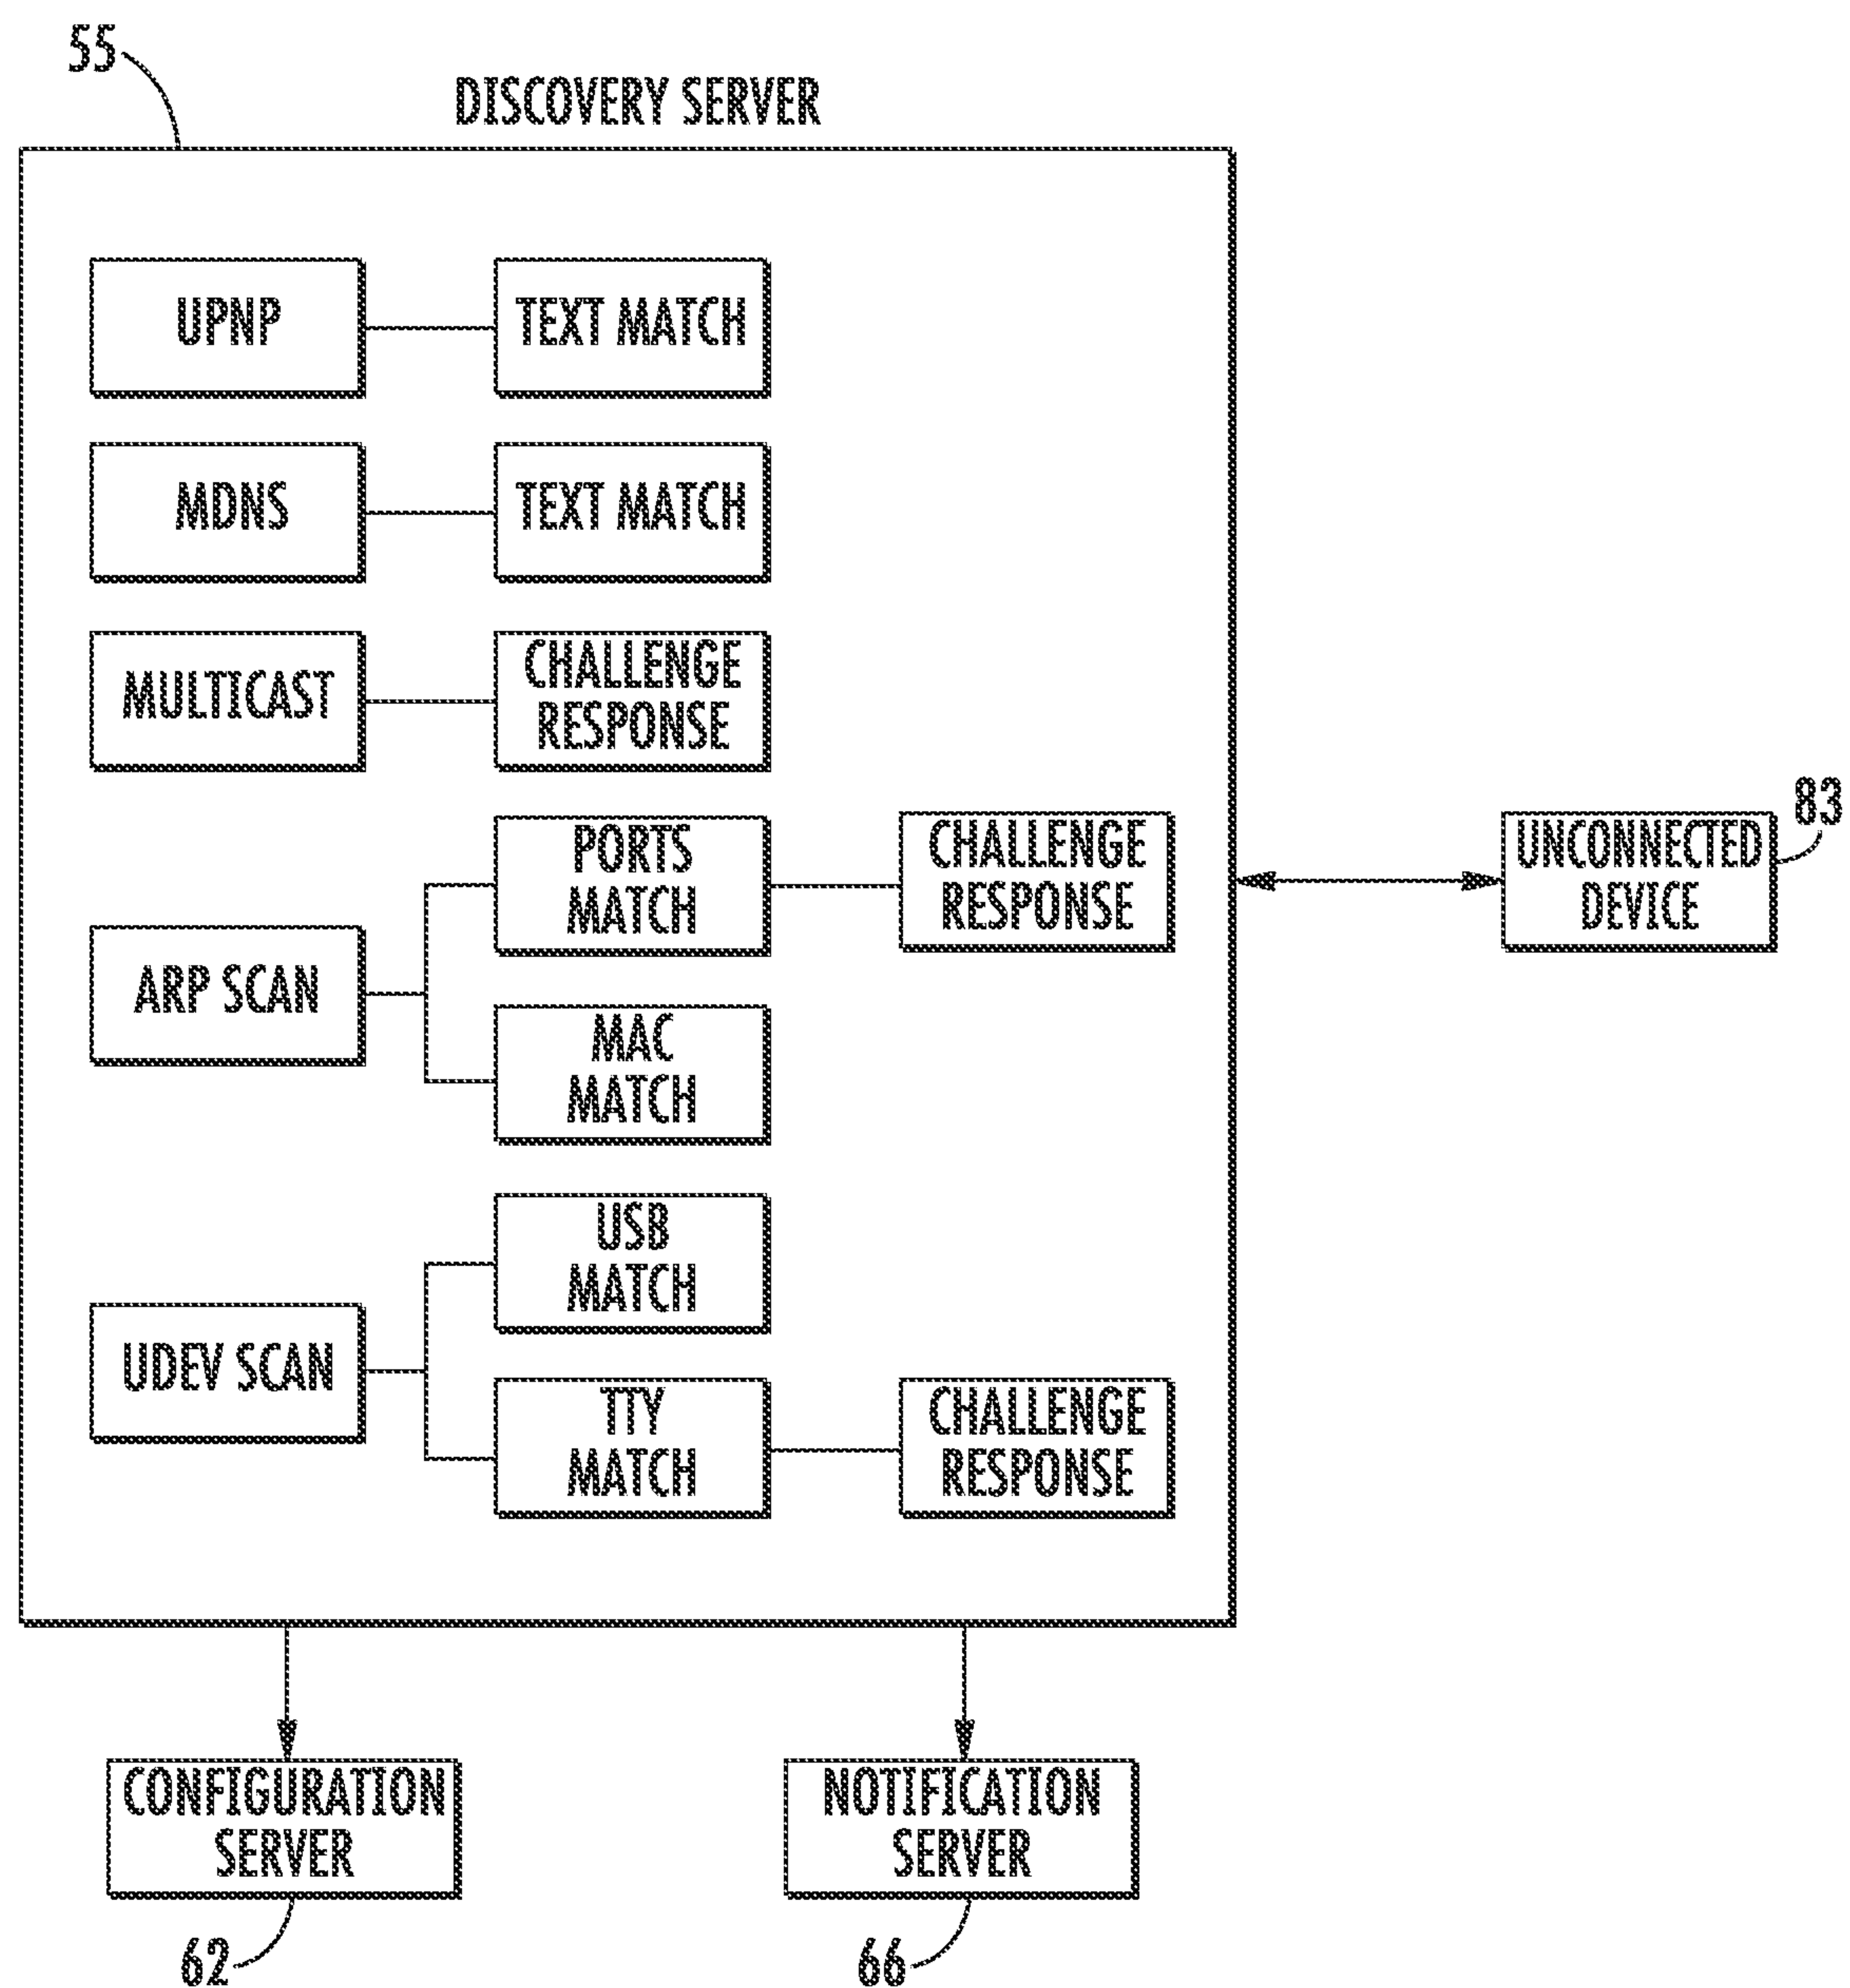 55
DISCOVERY SERVER
UPNP
TEXT MATCH
MDNS
TEXT MATCH
MULTICAST
CHALLENGE
RESPONSE
ARP SCAN
PORTS
MATCH
CHALLENGE
RESPONSE
MAC
MATCH
UDEV SCAN
USB
MATCH
TTY
MATCH
CHALLENGE
RESPONSE
UNCONNECTED
DEVICE
83
CONFIGURATION
SERVER
62
NOTIFICATION
SERVER
66